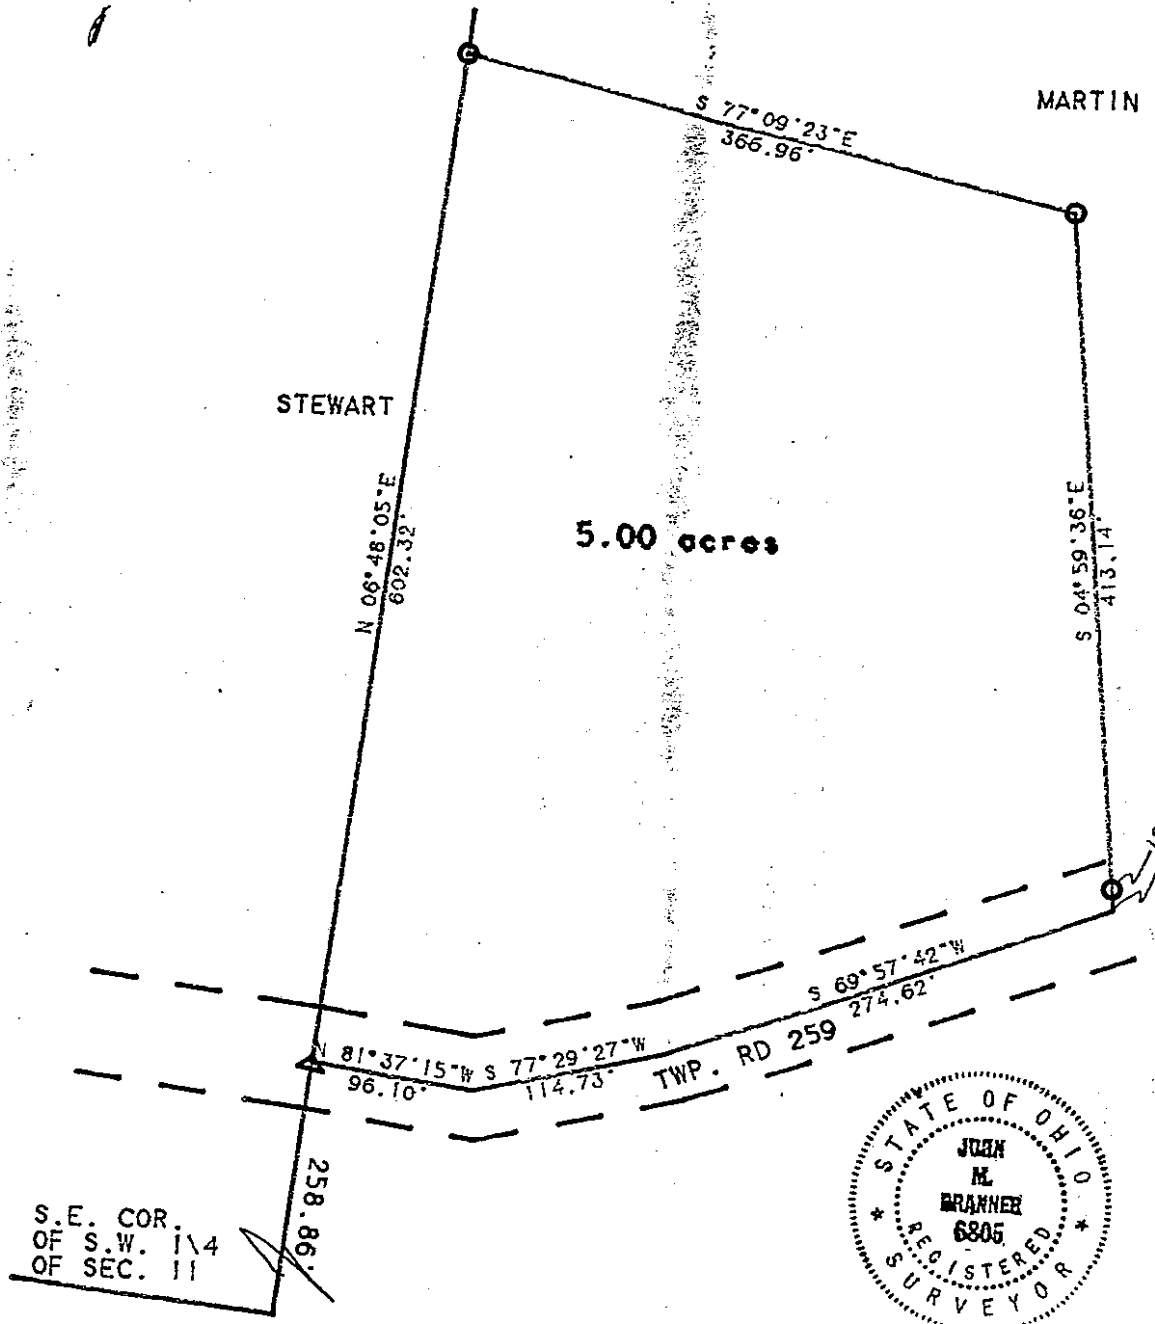 MARTIN
S 77°09'23"E
366.96'
STEWART
N 06°48'05"E
602.32'
5.00 acres
S 04°59'36"E
413.14'
S 69°57'42"W
274.62'
N 81°37'15"W
96.10'
S 77°29'27"W
114.73'
TWP. RD 259
258.86'
S.E. COR.
OF S.W. 1\4
OF SEC. 11
STATE OF OHIO
JOHN
M.
BRANNER
6805
REGISTERED
* SURVEYOR *